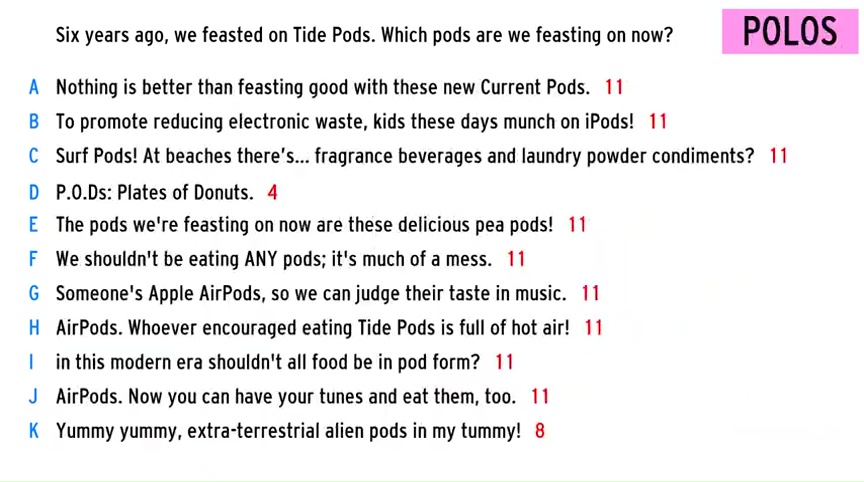 Six years ago, we feasted on Tide Pods. Which pods are we feasting on now?
POLOS
A Nothing is better than feasting good with these new Current Pods. 11
B To promote reducing electronic waste, kids these days munch on iPods! 11
C Surf Pods! At beaches there's... fragrance beverages and laundry powder condiments? 11
D P.O.Ds: Plates of Donuts. 4
E The pods we're feasting on now are these delicious pea pods! 11
F We shouldn't be eating ANY pods; it's much of a mess. 11
G Someone's Apple AirPods, so we can judge their taste in music. 11
H AirPods. Whoever encouraged eating Tide Pods is full of hot air! 11
I in this modern era shouldn't all food be in pod form? 11
J AirPods. Now you can have your tunes and eat them, too. 11
K Yummy yummy, extra-terrestrial alien pods in my tummy! 8